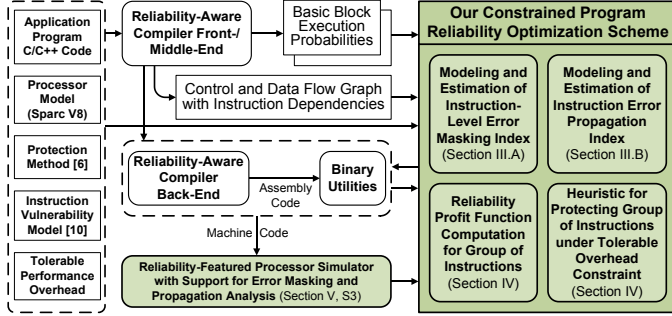 Application
Program
C/C++ Code
Processor
Model
(Sparc V8)
Protection
Method [6]
Instruction
Vulnerability
Model [10]
Tolerable
Performance
Overhead
Reliability-Aware
Compiler Front-/
Middle-End
Basic Block
Execution
Probabilities
Control and Data Flow Graph
with Instruction Dependencies
Reliability-Aware
Compiler
Back-End
Assembly
Code
Binary
Utilities
Machine Code
Reliability-Featured Processor Simulator
with Support for Error Masking and
Propagation Analysis (Section V, S3)
Our Constrained Program
Reliability Optimization Scheme
Modeling and
Estimation of
Instruction-
Level Error
Masking Index
(Section III.A)
Modeling and
Estimation of
Instruction Error
Propagation
Index
(Section III.B)
Reliability
Profit Function
Computation
for Group of
Instructions
(Section IV)
Heuristic for
Protecting Group
of Instructions
under Tolerable
Overhead
Constraint
(Section IV)